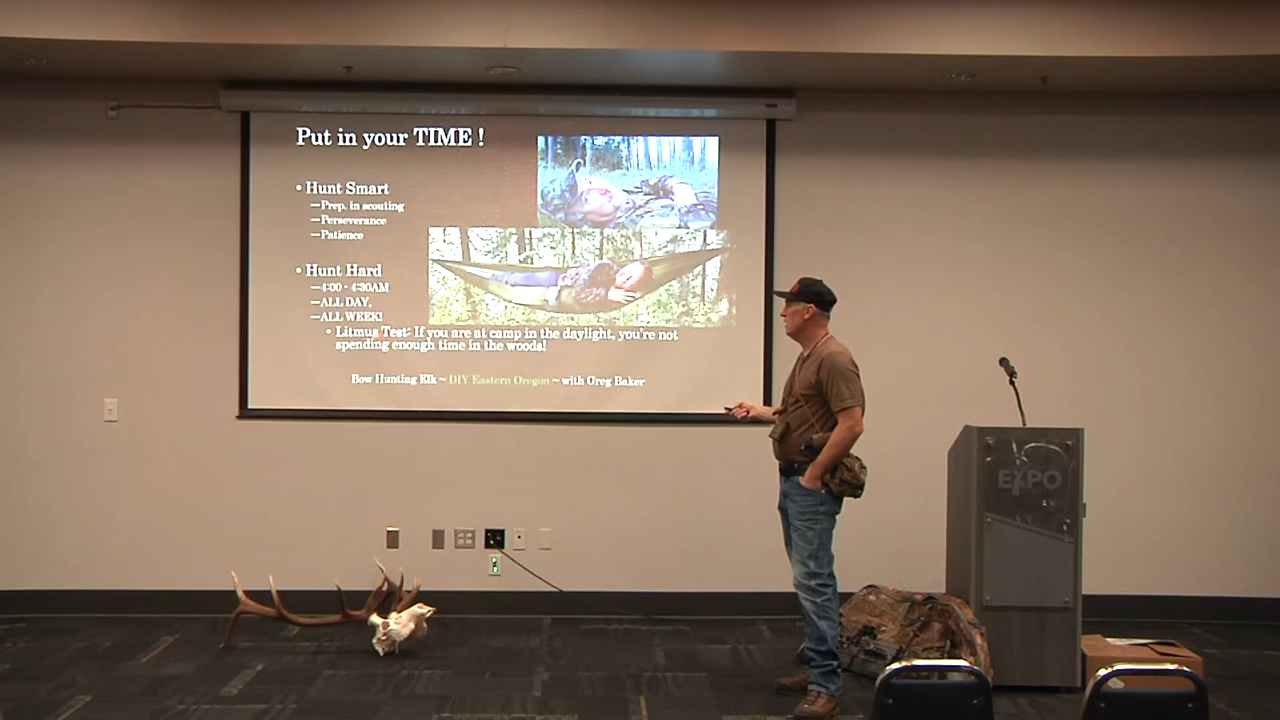 Put in your TIME !
• Hunt Smart
—Prep. in scouting
—Perseverance
—Patience
• Hunt Hard
—4:00 - 4:30AM
—ALL DAY,
—ALL WEEK!
• Litmus Test: If you are at camp in the daylight, you're not
spending enough time in the woods!
Bow Hunting Elk ~ DIY Eastern Oregon ~ with Greg Baker
EXPO